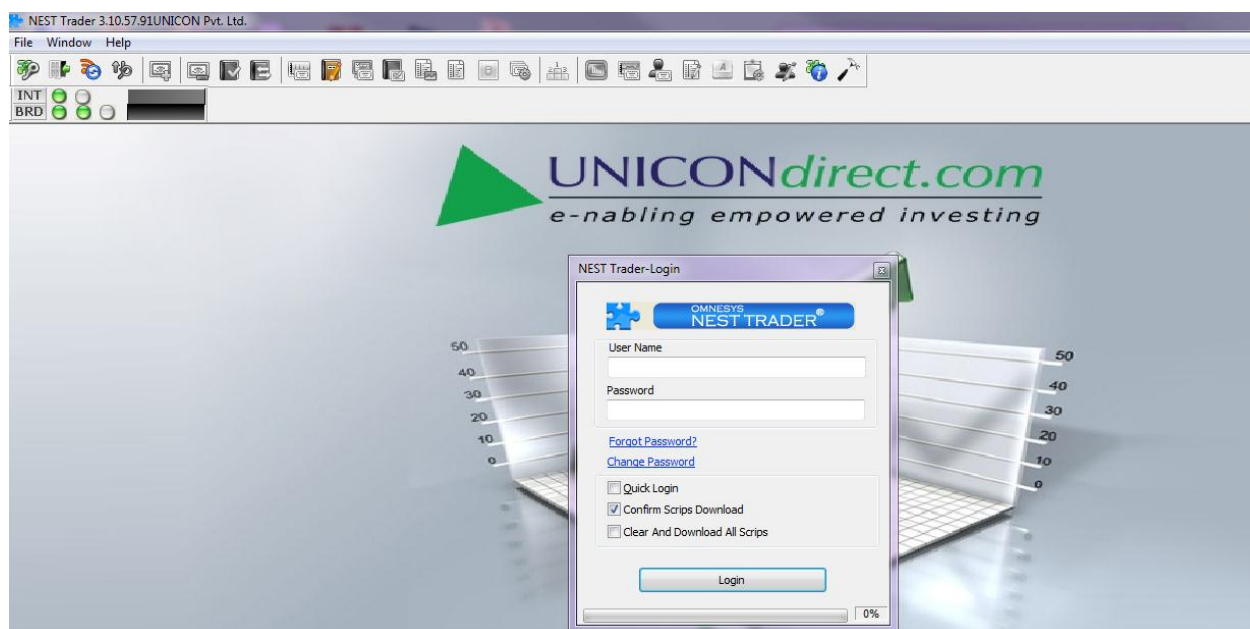 NEST Trader 3.10.57.91UNICON Pvt. Ltd.
File Window Help
INT
BRD
UNICONdirect.com
e-nabling empowered investing
NEST Trader-Login
OMNESYS
NEST TRADER®
User Name
Password
Forgot Password?
Change Password
Quick Login
Confirm Scrips Download
Clear And Download All Scrips
Login
0%
50
40
30
20
10
0
50
40
30
20
10
0